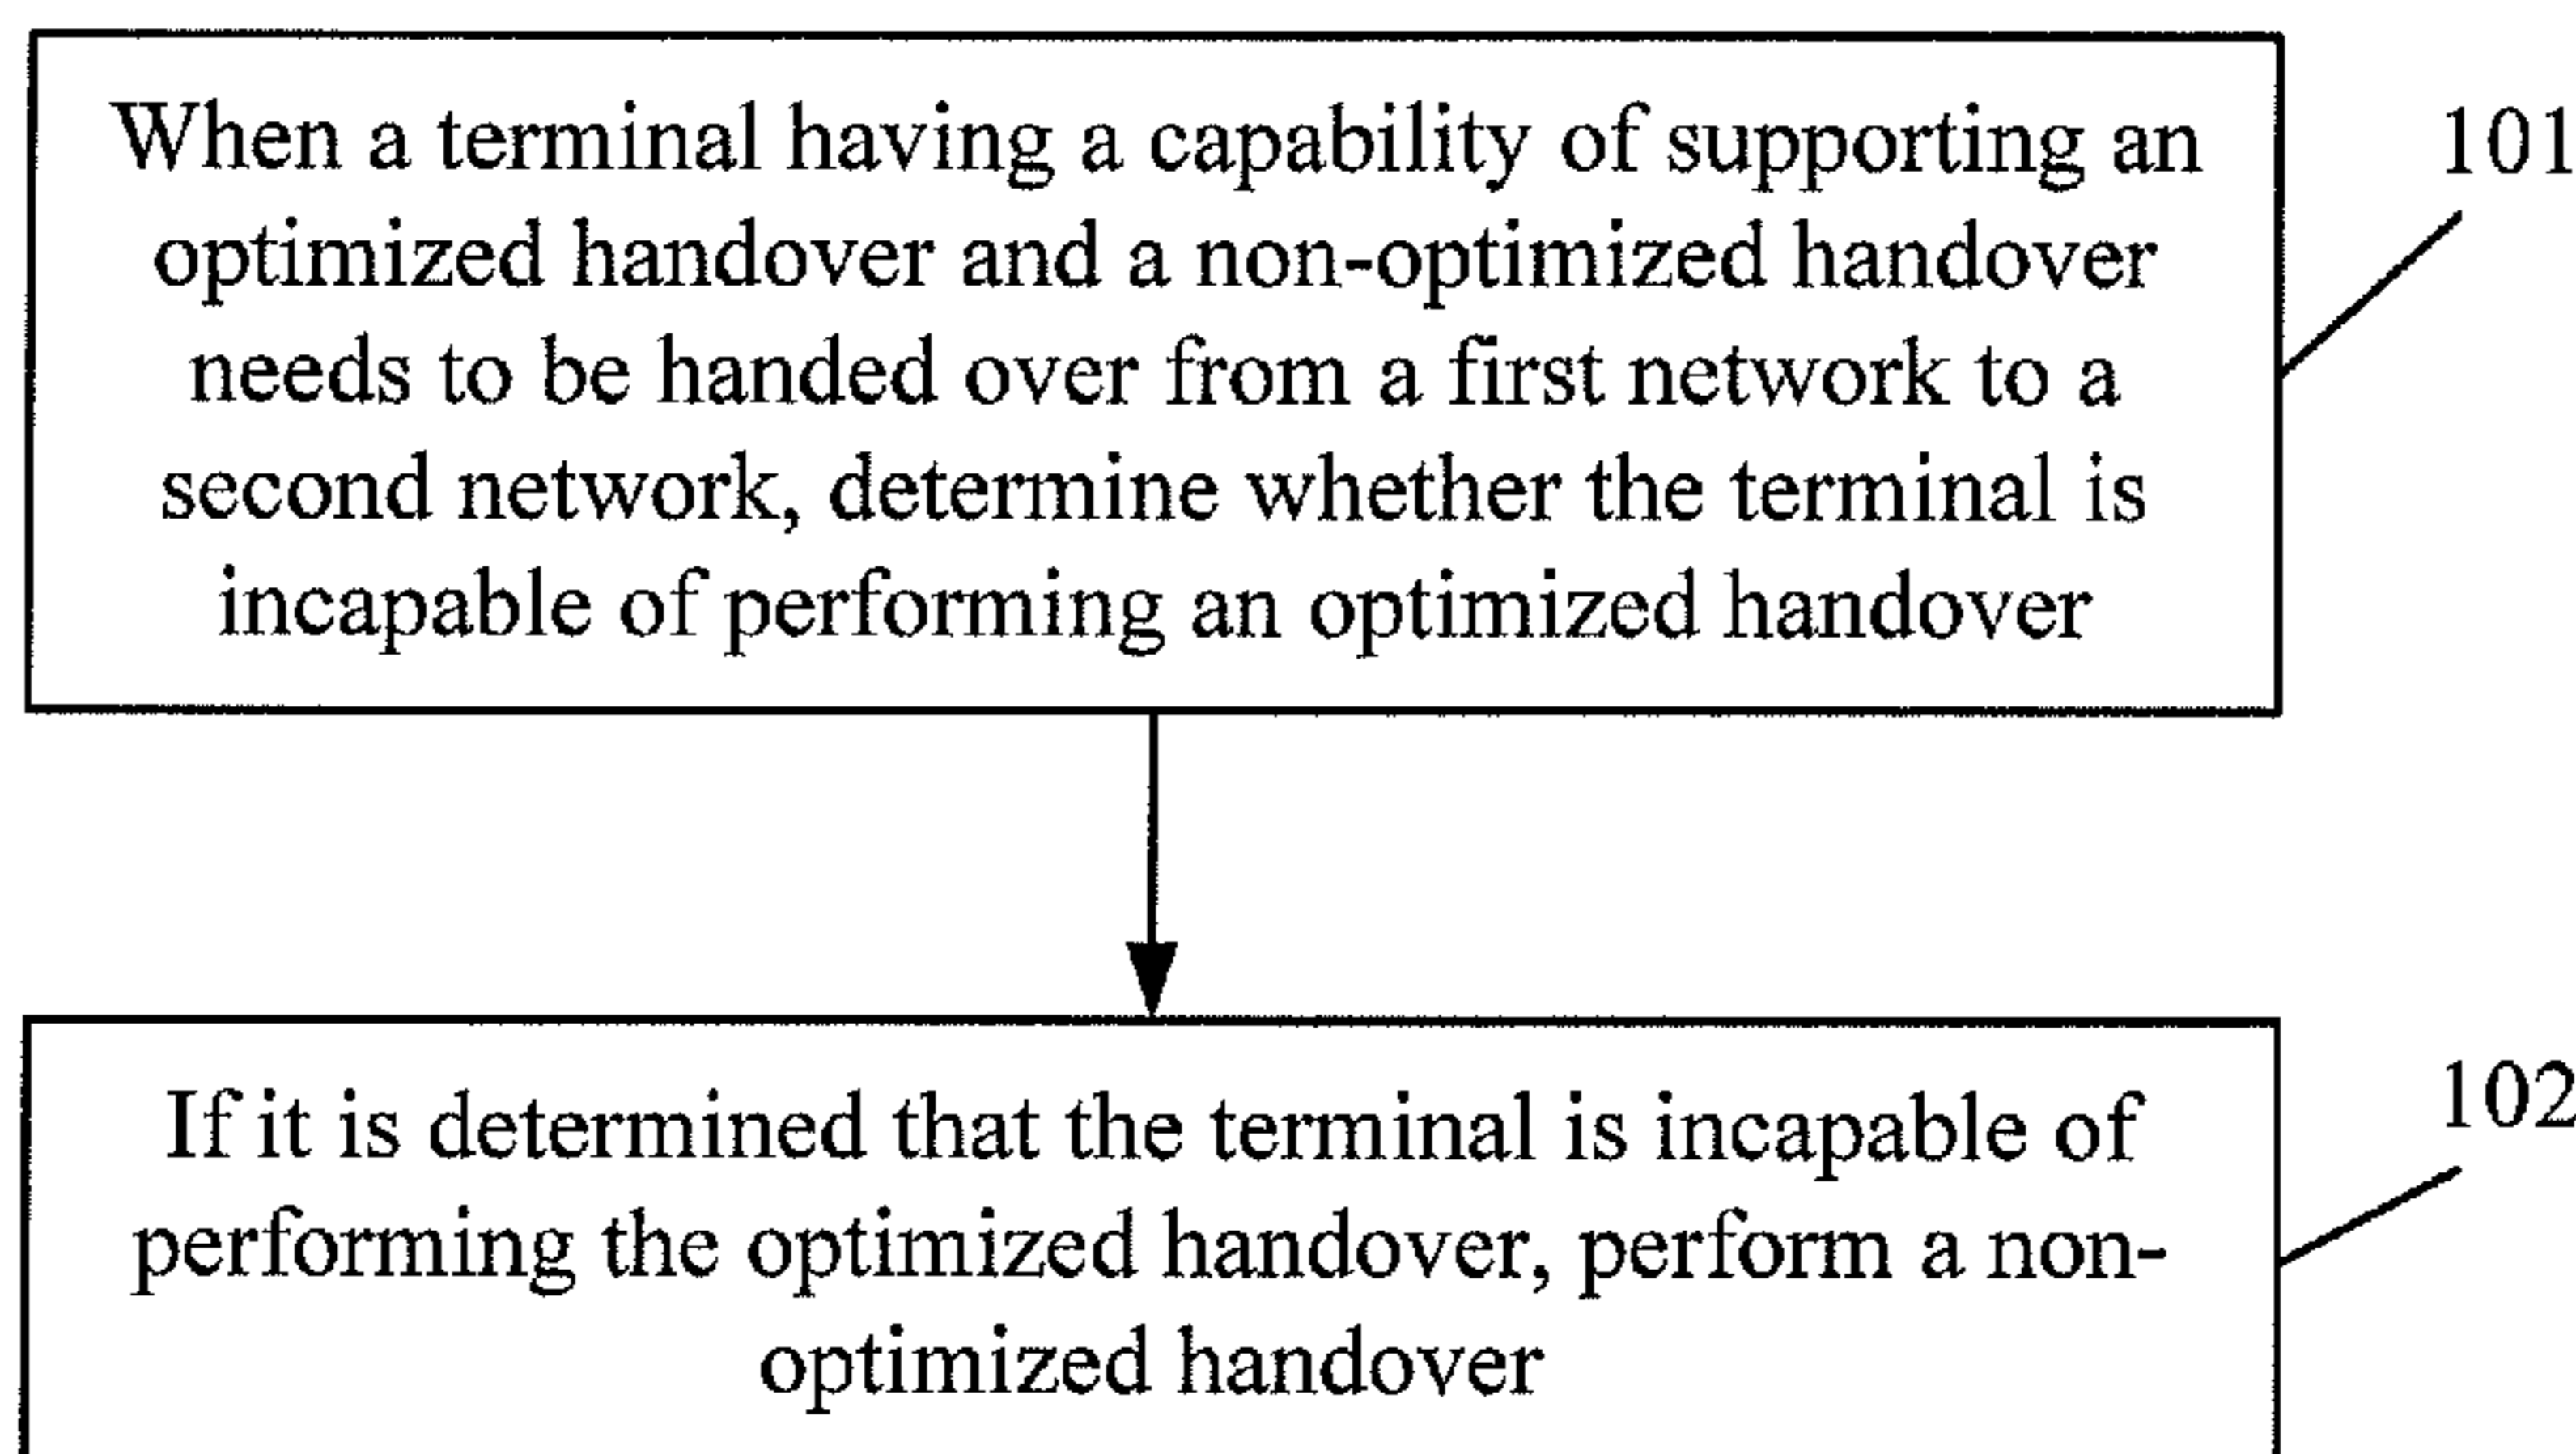 When a terminal having a capability of supporting an
optimized handover and a non-optimized handover
needs to be handed over from a first network to a
second network, determine whether the terminal is
incapable of performing an optimized handover
101
If it is determined that the terminal is incapable of
performing the optimized handover, perform a non-
optimized handover
102